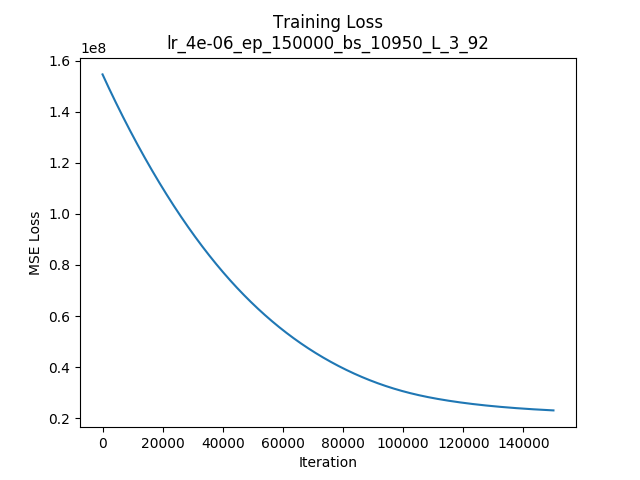 Training Loss
lr_4e-06_ep_150000_bs_10950_L_3_92
1e8
1.6
1.4
1.2
1.0
0.8
0.6
0.4
0.2
MSE Loss
0 20000 40000 60000 80000 100000 120000 140000
Iteration